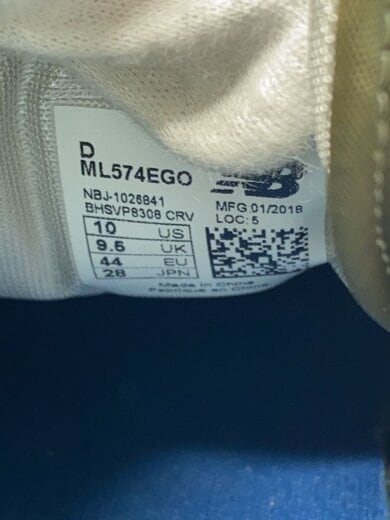 D
ML574EGO
NBJ-1026841
BHSVP8308 CRV
10 US
9.5 UK
44 EU
28 JPN
NB
MFG 01/2018
LOC: 5
Made in China
Fabriqué en Chine